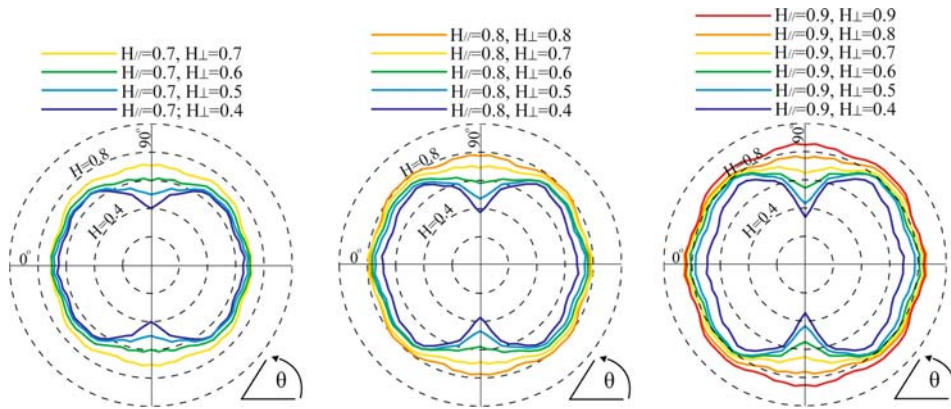 H//=0.7, H⊥=0.7
H//=0.7, H⊥=0.6
H//=0.7, H⊥=0.5
H//=0.7; H⊥=0.4
90°
H=0.8
H=0.4
0°
θ
H//=0.8, H⊥=0.8
H//=0.8, H⊥=0.7
H//=0.8, H⊥=0.6
H//=0.8, H⊥=0.5
H//=0.8, H⊥=0.4
90°
H=0.8
H=0.4
0°
θ
H//=0.9, H⊥=0.9
H//=0.9, H⊥=0.8
H//=0.9, H⊥=0.7
H//=0.9, H⊥=0.6
H//=0.9, H⊥=0.5
H//=0.9, H⊥=0.4
90°
H=0.8
H=0.4
0°
θ